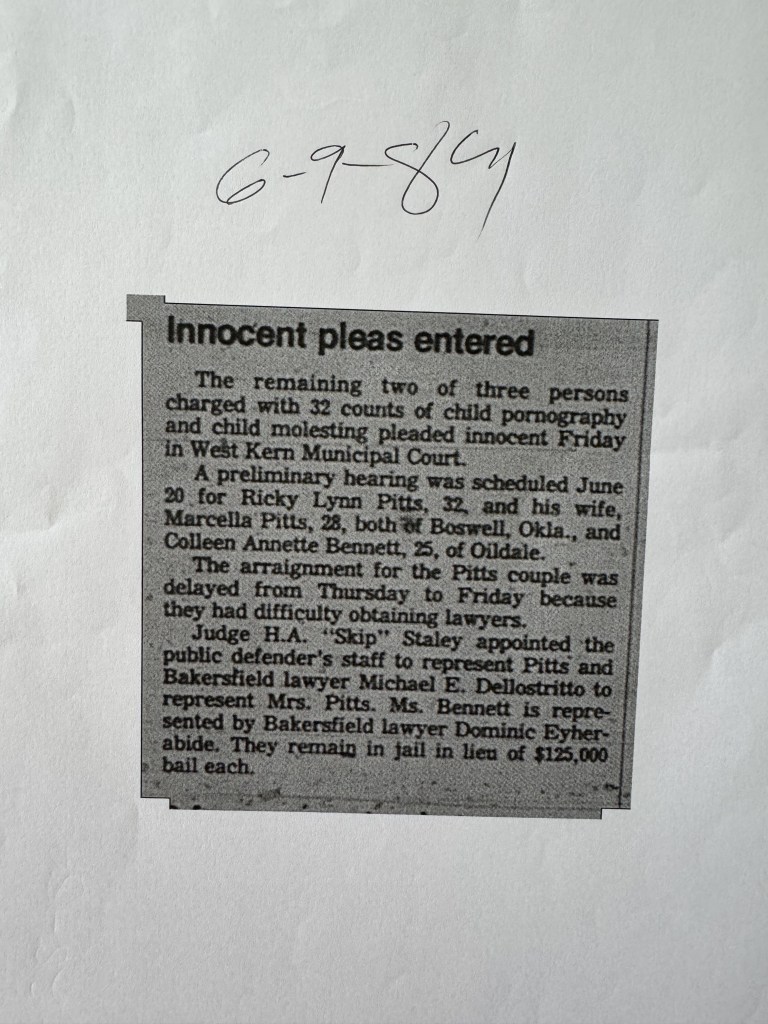 6-9-84
Innocent pleas entered
The remaining two of three persons
charged with 32 counts of child pornography
and child molesting pleaded innocent Friday
in West Kern Municipal Court.
A preliminary hearing was scheduled June
20 for Ricky Lynn Pitts, 32, and his wife,
Marcella Pitts, 28, both of Boswell, Okla., and
Colleen Annette Bennett, 25, of Oildale.
The arraignment for the Pitts couple was
delayed from Thursday to Friday because
they had difficulty obtaining lawyers.
Judge H.A. "Skip" Staley appointed the
public defender's staff to represent Pitts and
Bakersfield lawyer Michael E. Dellostritto to
represent Mrs. Pitts. Ms. Bennett is repre-
sented by Bakersfield lawyer Dominic Eyher-
abide. They remain in jail in lieu of $125,000
bail each.